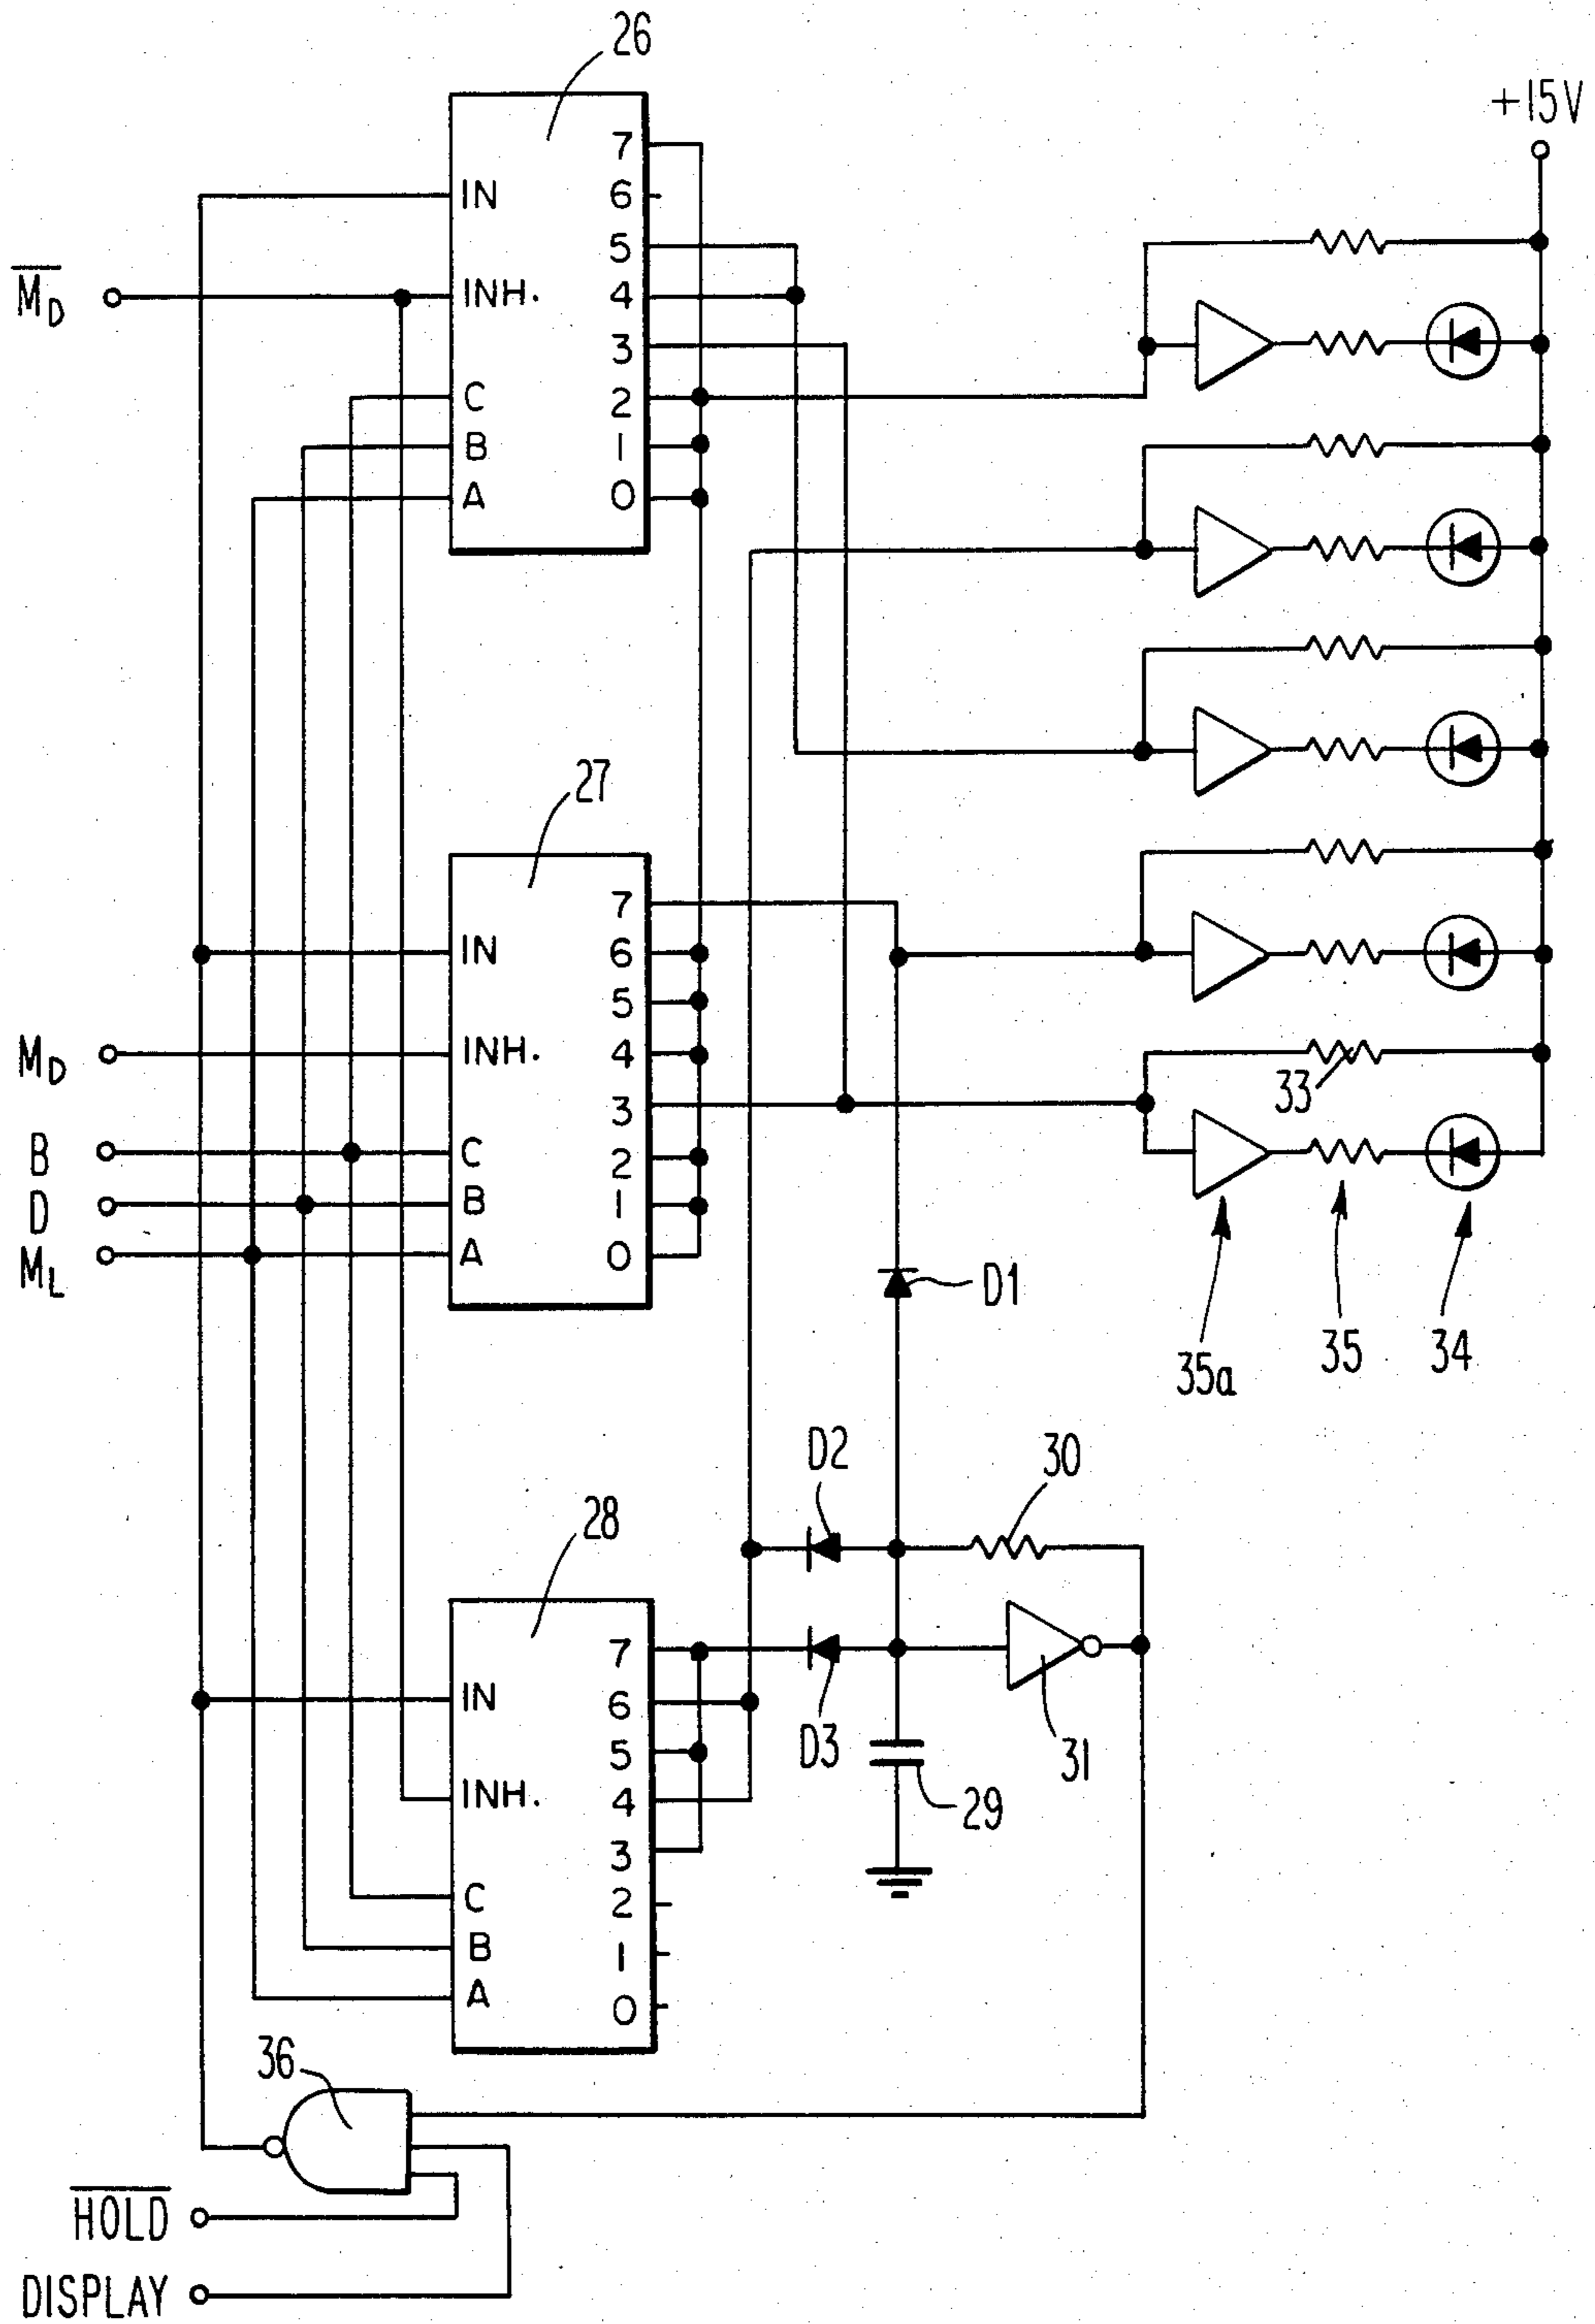 26
+15V
7
IN
6
5
M̅D̅
INH.
4
3
C
2
B
1
A
0
27
7
IN
6
5
MD
INH.
4
3
33
B
C
2
D
B
1
ML
A
0
D1
35a
35
34
D2
30
28
7
IN
6
D3
5
31
INH.
4
29
3
C
2
B
1
A
0
36
H̅O̅L̅D̅
DISPLAY